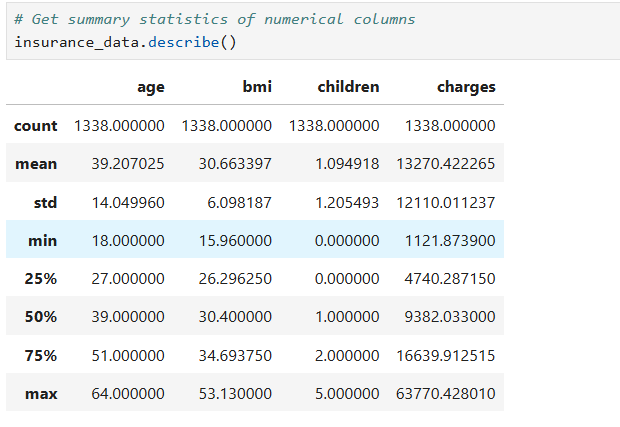 # Get summary statistics of numerical columns
insurance_data.describe()
age bmi children charges
count 1338.000000 1338.000000 1338.000000 1338.000000
mean 39.207025 30.663397 1.094918 13270.422265
std 14.049960 6.098187 1.205493 12110.011237
min 18.000000 15.960000 0.000000 1121.873900
25% 27.000000 26.296250 0.000000 4740.287150
50% 39.000000 30.400000 1.000000 9382.033000
75% 51.000000 34.693750 2.000000 16639.912515
max 64.000000 53.130000 5.000000 63770.428010